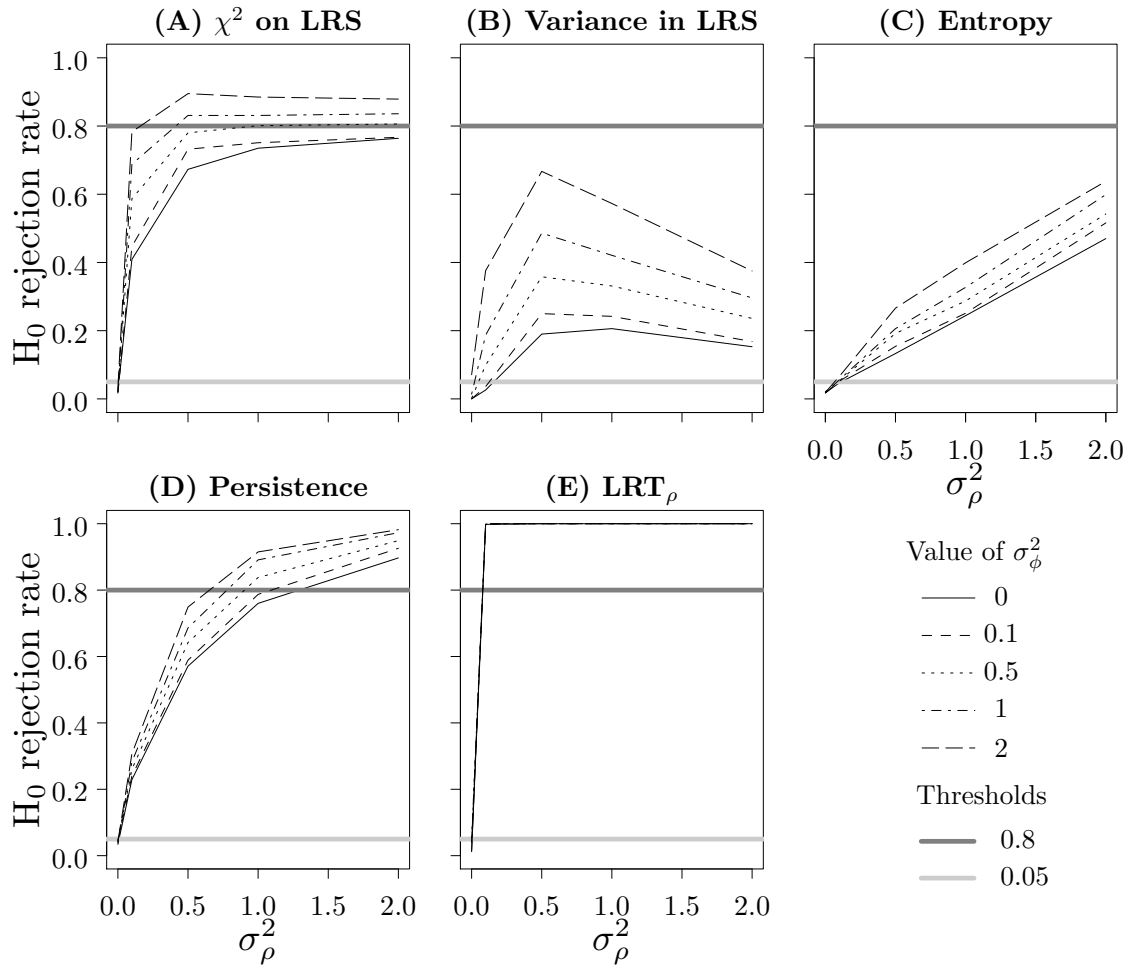 (A) χ² on LRS
(B) Variance in LRS
(C) Entropy
H₀ rejection rate
1.0
0.8
0.6
0.4
0.2
0.0
0.0 0.5 1.0 1.5 2.0
σ²ᵨ
(D) Persistence
(E) LRTᵨ
H₀ rejection rate
1.0
0.8
0.6
0.4
0.2
0.0
0.0 0.5 1.0 1.5 2.0
σ²ᵨ
0.0 0.5 1.0 1.5 2.0
σ²ᵨ
Value of σ²ᵩ
0
0.1
0.5
1
2
Thresholds
0.8
0.05